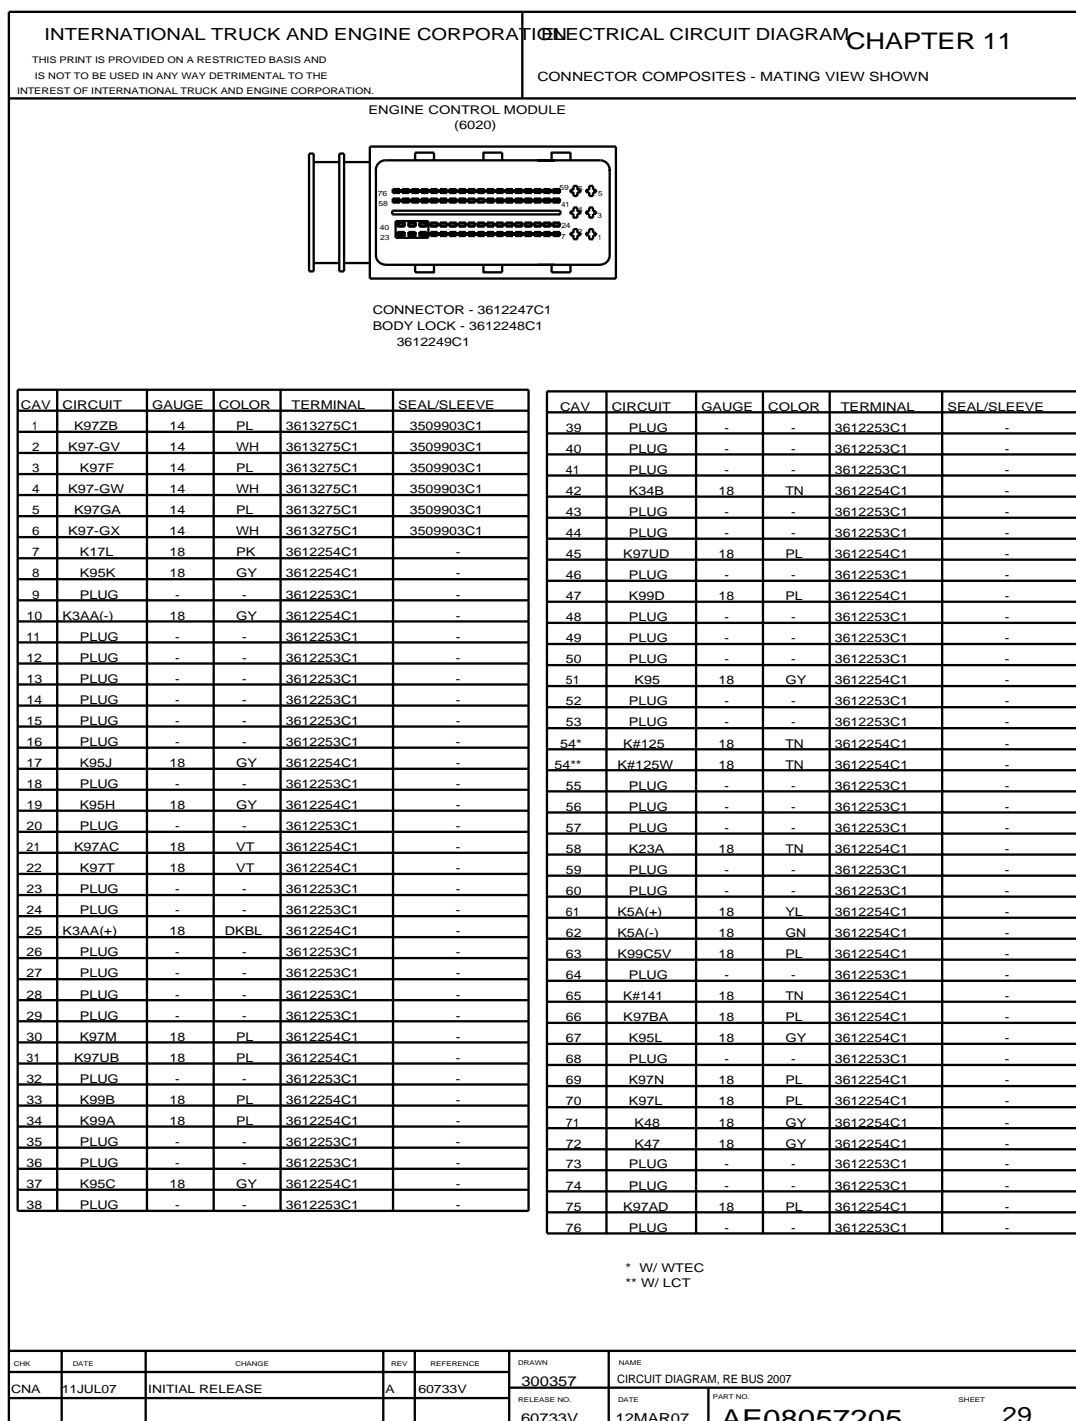 INTERNATIONAL TRUCK AND ENGINE CORPORATION
THIS PRINT IS PROVIDED ON A RESTRICTED BASIS AND
IS NOT TO BE USED IN ANY WAY DETRIMENTAL TO THE
INTEREST OF INTERNATIONAL TRUCK AND ENGINE CORPORATION.
ELECTRICAL CIRCUIT DIAGRAM
CHAPTER 11
CONNECTOR COMPOSITES - MATING VIEW SHOWN
ENGINE CONTROL MODULE
(6020)
76 59 6 5
58 41 4 3
40 24
23 7 2 1
CONNECTOR - 3612247C1
BODY LOCK - 3612248C1
3612249C1
CAV CIRCUIT GAUGE COLOR TERMINAL SEAL/SLEEVE
1 K97ZB 14 PL 3613275C1 3509903C1
2 K97-GV 14 WH 3613275C1 3509903C1
3 K97F 14 PL 3613275C1 3509903C1
4 K97-GW 14 WH 3613275C1 3509903C1
5 K97GA 14 PL 3613275C1 3509903C1
6 K97-GX 14 WH 3613275C1 3509903C1
7 K17L 18 PK 3612254C1 -
8 K95K 18 GY 3612254C1 -
9 PLUG - - 3612253C1 -
10 K3AA(-) 18 GY 3612254C1 -
11 PLUG - - 3612253C1 -
12 PLUG - - 3612253C1 -
13 PLUG - - 3612253C1 -
14 PLUG - - 3612253C1 -
15 PLUG - - 3612253C1 -
16 PLUG - - 3612253C1 -
17 K95J 18 GY 3612254C1 -
18 PLUG - - 3612253C1 -
19 K95H 18 GY 3612254C1 -
20 PLUG - - 3612253C1 -
21 K97AC 18 VT 3612254C1 -
22 K97T 18 VT 3612254C1 -
23 PLUG - - 3612253C1 -
24 PLUG - - 3612253C1 -
25 K3AA(+) 18 DKBL 3612254C1 -
26 PLUG - - 3612253C1 -
27 PLUG - - 3612253C1 -
28 PLUG - - 3612253C1 -
29 PLUG - - 3612253C1 -
30 K97M 18 PL 3612254C1 -
31 K97UB 18 PL 3612254C1 -
32 PLUG - - 3612253C1 -
33 K99B 18 PL 3612254C1 -
34 K99A 18 PL 3612254C1 -
35 PLUG - - 3612253C1 -
36 PLUG - - 3612253C1 -
37 K95C 18 GY 3612254C1 -
38 PLUG - - 3612253C1 -
CAV CIRCUIT GAUGE COLOR TERMINAL SEAL/SLEEVE
39 PLUG - - 3612253C1 -
40 PLUG - - 3612253C1 -
41 PLUG - - 3612253C1 -
42 K34B 18 TN 3612254C1 -
43 PLUG - - 3612253C1 -
44 PLUG - - 3612253C1 -
45 K97UD 18 PL 3612254C1 -
46 PLUG - - 3612253C1 -
47 K99D 18 PL 3612254C1 -
48 PLUG - - 3612253C1 -
49 PLUG - - 3612253C1 -
50 PLUG - - 3612253C1 -
51 K95 18 GY 3612254C1 -
52 PLUG - - 3612253C1 -
53 PLUG - - 3612253C1 -
54* K#125 18 TN 3612254C1 -
54** K#125W 18 TN 3612254C1 -
55 PLUG - - 3612253C1 -
56 PLUG - - 3612253C1 -
57 PLUG - - 3612253C1 -
58 K23A 18 TN 3612254C1 -
59 PLUG - - 3612253C1 -
60 PLUG - - 3612253C1 -
61 K5A(+) 18 YL 3612254C1 -
62 K5A(-) 18 GN 3612254C1 -
63 K99C5V 18 PL 3612254C1 -
64 PLUG - - 3612253C1 -
65 K#141 18 TN 3612254C1 -
66 K97BA 18 PL 3612254C1 -
67 K95L 18 GY 3612254C1 -
68 PLUG - - 3612253C1 -
69 K97N 18 PL 3612254C1 -
70 K97L 18 PL 3612254C1 -
71 K48 18 GY 3612254C1 -
72 K47 18 GY 3612254C1 -
73 PLUG - - 3612253C1 -
74 PLUG - - 3612253C1 -
75 K97AD 18 PL 3612254C1 -
76 PLUG - - 3612253C1 -
* W/ WTEC
** W/ LCT
CHK DATE CHANGE REV REFERENCE
CNA 11JUL07 INITIAL RELEASE A 60733V
DRAWN
300357
NAME
CIRCUIT DIAGRAM, RE BUS 2007
RELEASE NO.
60733V
DATE
12MAR07
PART NO.
AE08057205
SHEET
29